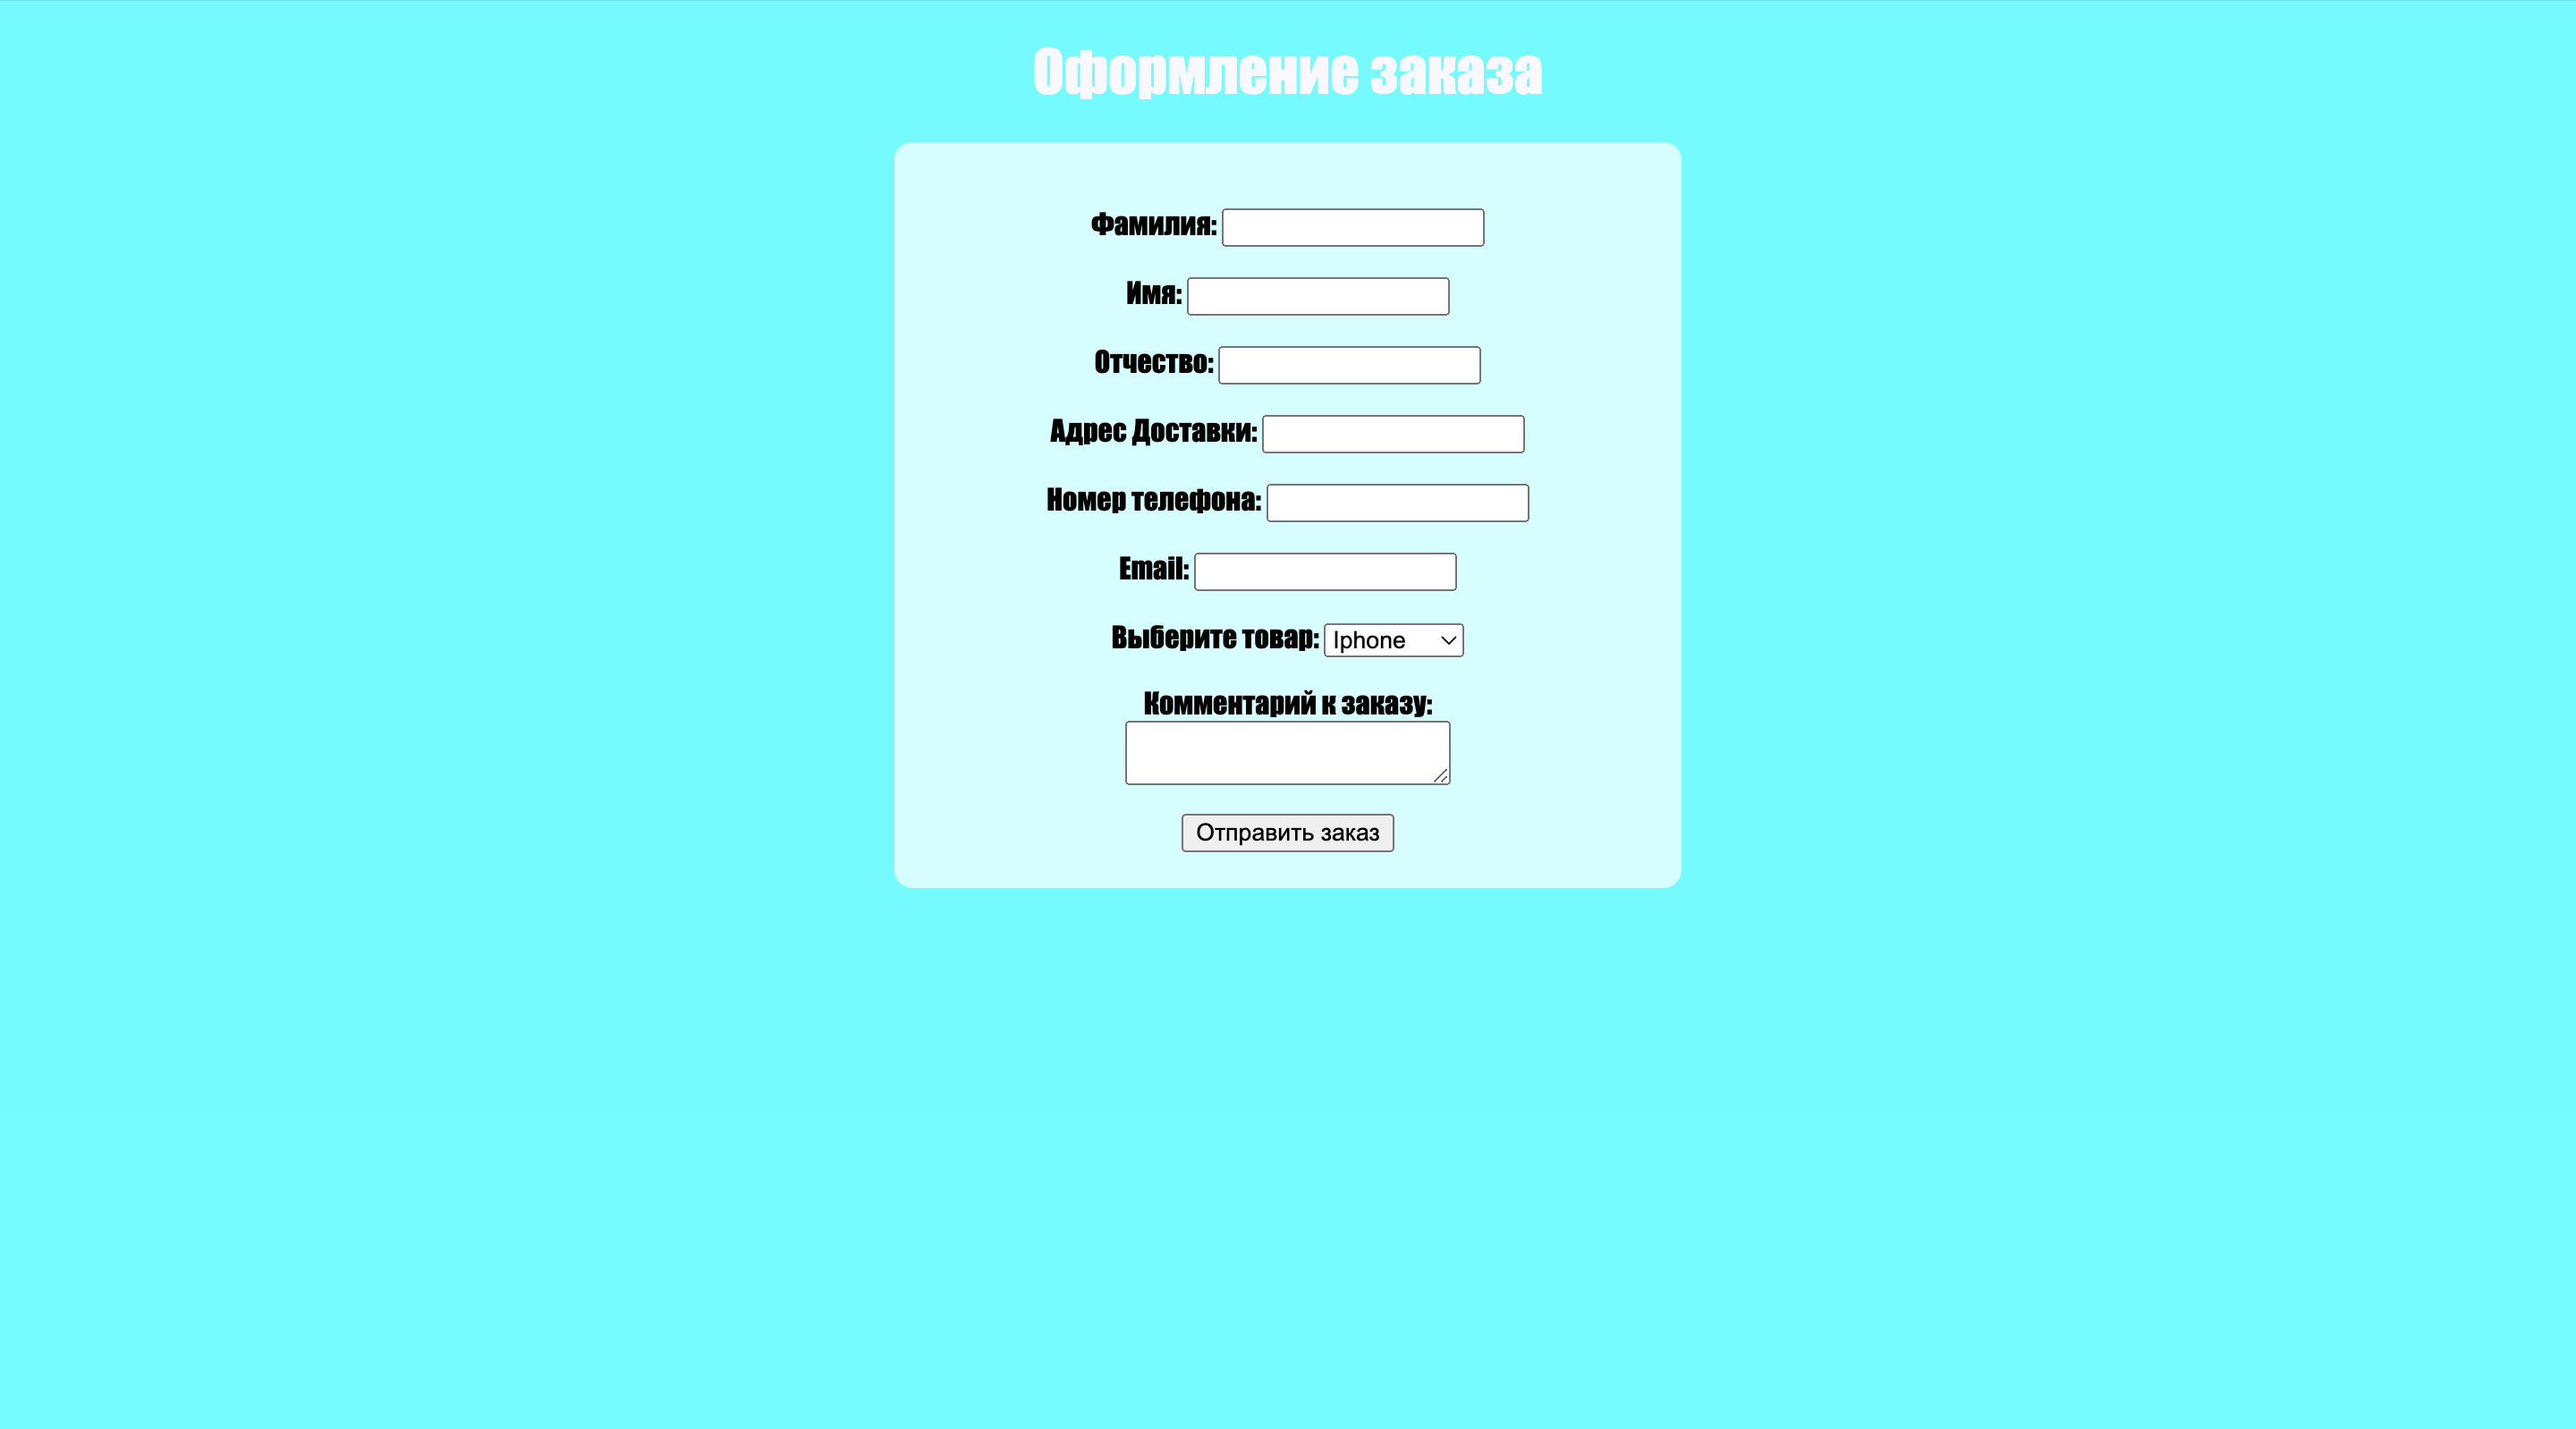 Оформление заказа
Фамилия:
Имя:
Отчество:
Адрес Доставки:
Номер телефона:
Email:
Выберите товар: Iphone
Комментарий к заказу:
Отправить заказ